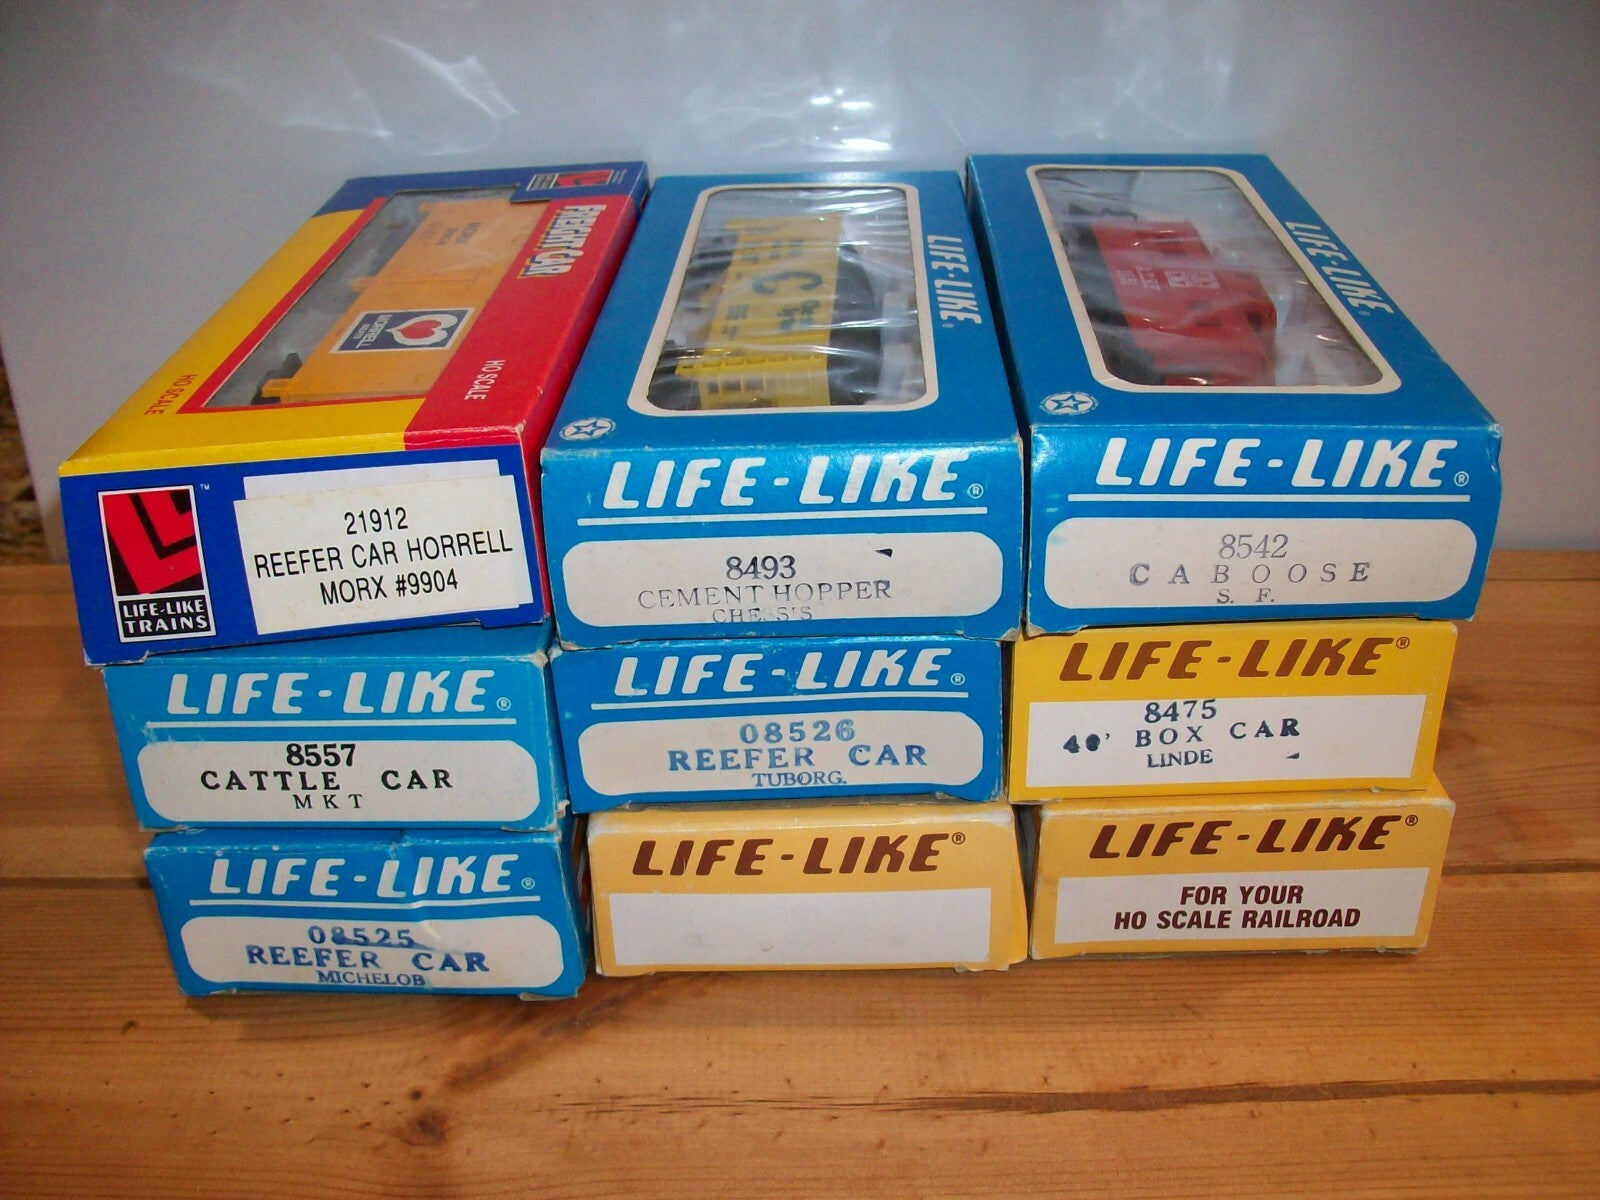 FREIGHT CAR
HO SCALE
HO SCALE
MORRELL
LIFE-LIKE
LIFE-LIKE
LIFE-LIKE
TRAINS
™
21912
REEFER CAR HORRELL
MORX #9904
LIFE-LIKE®
8493
CEMENT HOPPER
CHESSIS
LIFE-LIKE®
8542
CABOOSE
S. F.
LIFE-LIKE®
8557
CATTLE CAR
MKT
LIFE-LIKE®
08526
REEFER CAR
TUBORG.
LIFE-LIKE®
8475
40' BOX CAR
LINDE
LIFE-LIKE®
08525
REEFER CAR
MICHELOB
LIFE-LIKE®
LIFE-LIKE®
FOR YOUR
HO SCALE RAILROAD